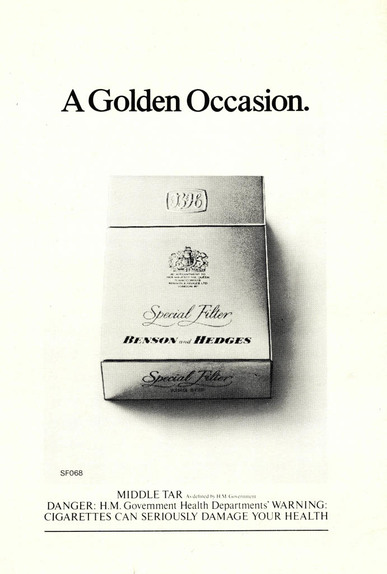 A Golden Occasion.
B&H
Special Filter
BENSON and HEDGES
Special Filter
SF068
MIDDLE TAR As defined by H.M. Government
DANGER: H.M. Government Health Departments' WARNING:
CIGARETTES CAN SERIOUSLY DAMAGE YOUR HEALTH